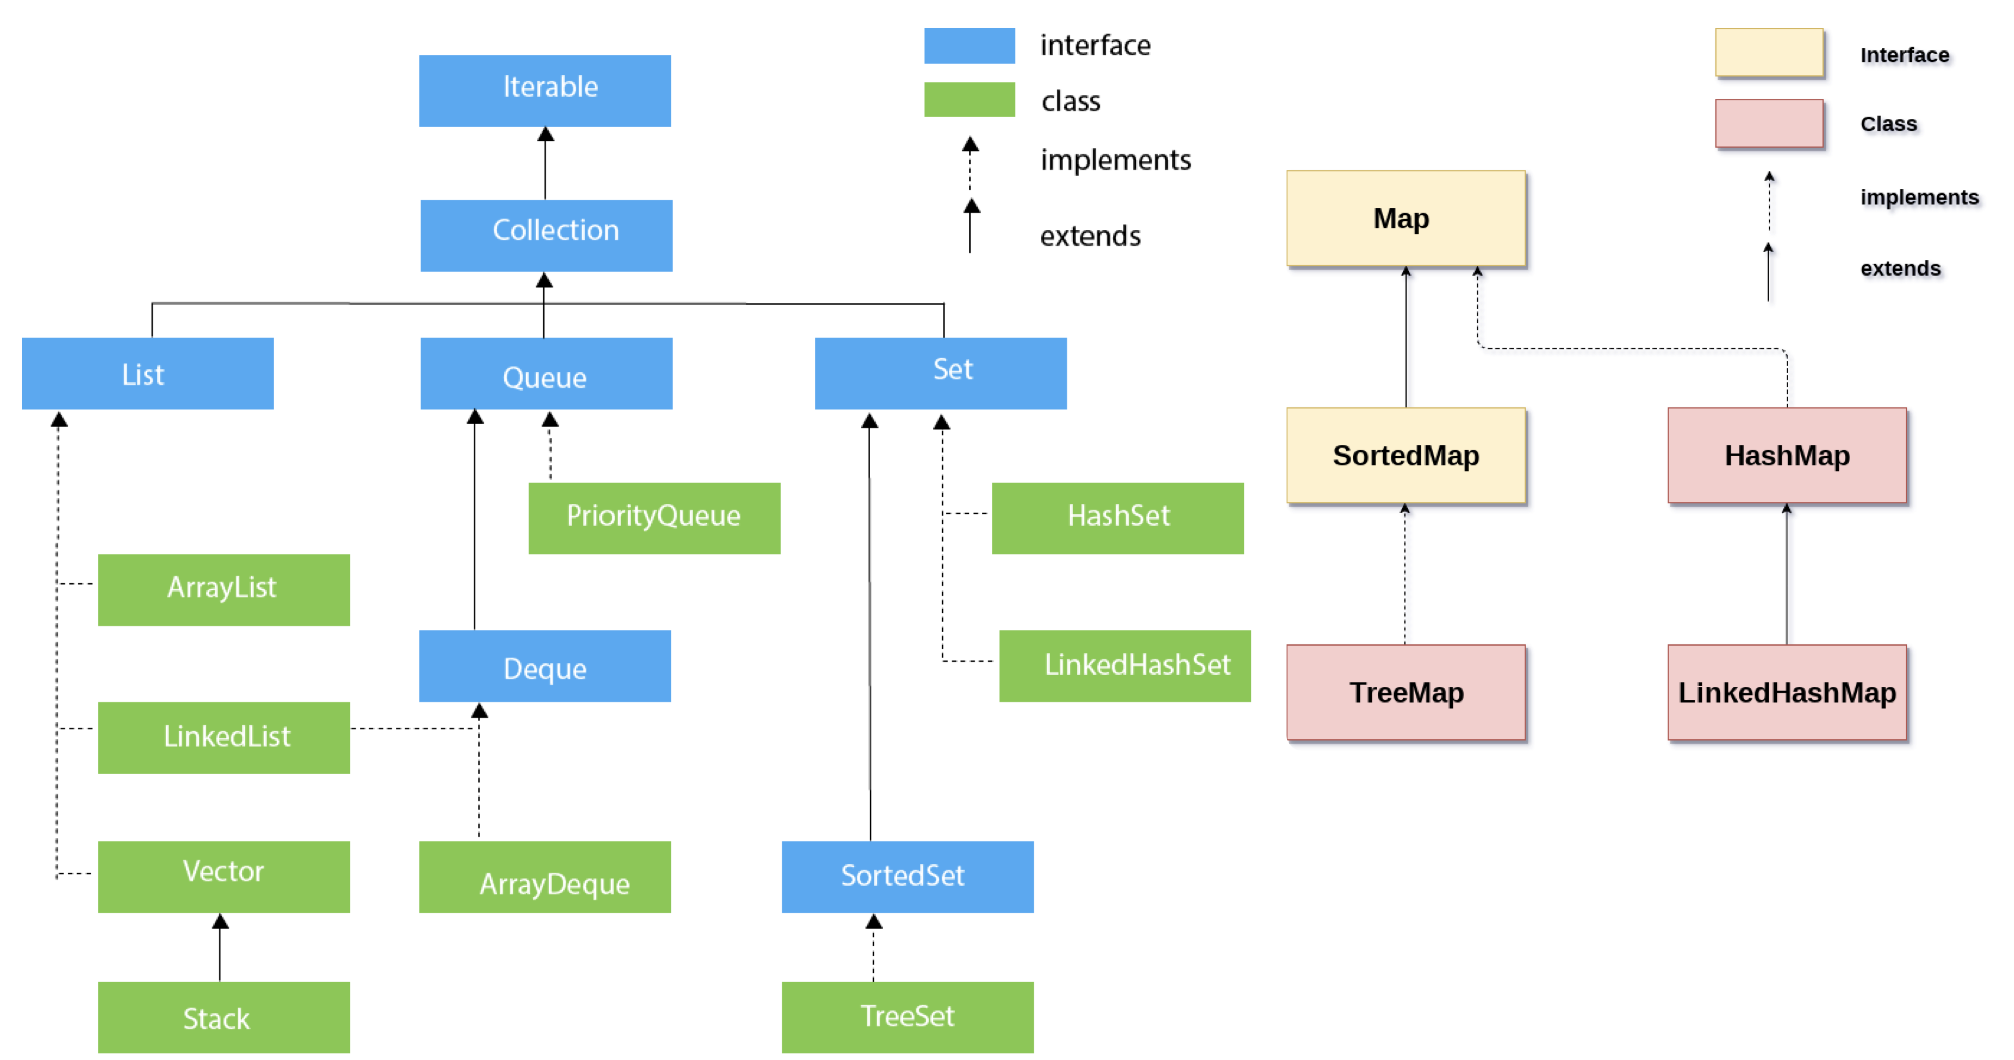 interface
class
implements
extends
Iterable
Collection
List
Queue
Set
PriorityQueue
HashSet
ArrayList
Deque
LinkedHashSet
LinkedList
Vector
ArrayDeque
SortedSet
Stack
TreeSet
Interface
Class
implements
extends
Map
SortedMap
HashMap
TreeMap
LinkedHashMap